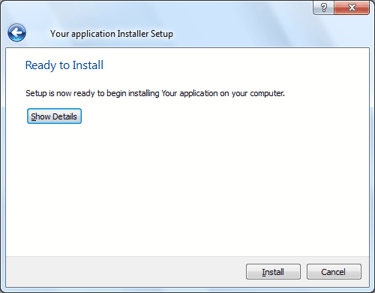 ?
Your application Installer Setup
Ready to Install
Setup is now ready to begin installing Your application on your computer.
Show Details
Install
Cancel